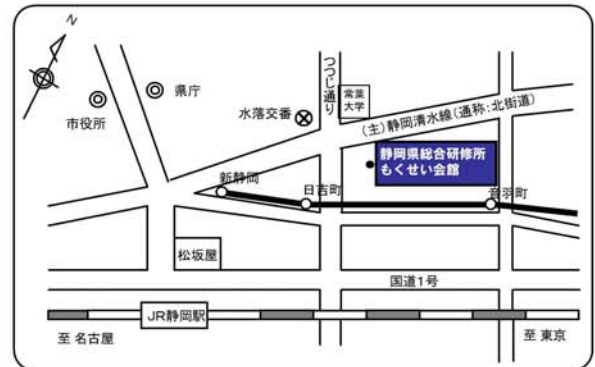 N
県庁
市役所
水落交番
つつじ通り
常葉
大学
(主)静岡清水線(通称:北街道)
静岡県総合研修所
もくせい会館
新静岡
日吉町
音羽町
松坂屋
国道1号
JR静岡駅
至 名古屋
至 東京